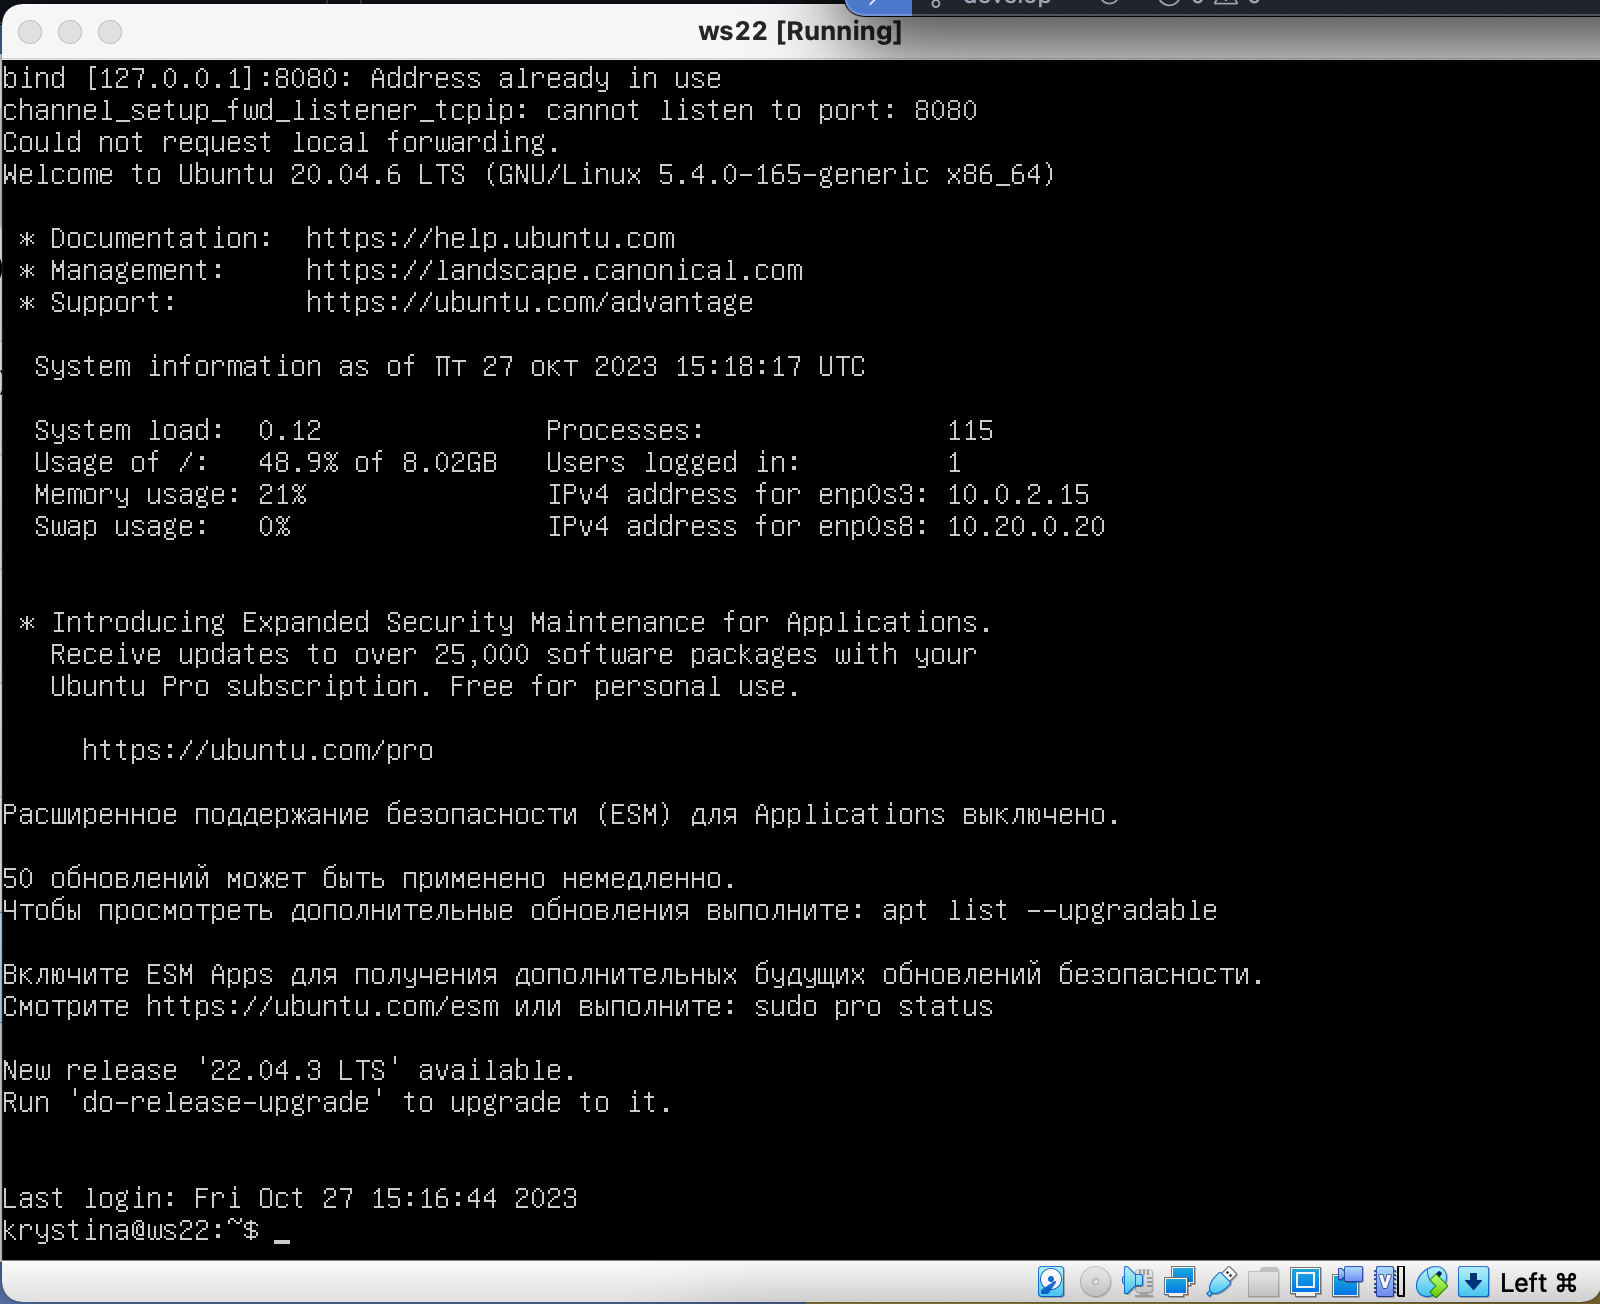 develop
ws22 [Running]
bind [127.0.0.1]:8080: Address already in use
channel_setup_fwd_listener_tcpip: cannot listen to port: 8080
Could not request local forwarding.
Welcome to Ubuntu 20.04.6 LTS (GNU/Linux 5.4.0-165-generic x86_64)
* Documentation:  https://help.ubuntu.com
* Management:     https://landscape.canonical.com
* Support:        https://ubuntu.com/advantage
System information as of Пт 27 окт 2023 15:18:17 UTC
System load:  0.12              Processes:               115
Usage of /:   48.9% of 8.02GB   Users logged in:         1
Memory usage: 21%               IPv4 address for enp0s3: 10.0.2.15
Swap usage:   0%                IPv4 address for enp0s8: 10.20.0.20
* Introducing Expanded Security Maintenance for Applications.
Receive updates to over 25,000 software packages with your
Ubuntu Pro subscription. Free for personal use.
https://ubuntu.com/pro
Расширенное поддержание безопасности (ESM) для Applications выключено.
50 обновлений может быть применено немедленно.
Чтобы просмотреть дополнительные обновления выполните: apt list --upgradable
Включите ESM Apps для получения дополнительных будущих обновлений безопасности.
Смотрите https://ubuntu.com/esm или выполните: sudo pro status
New release '22.04.3 LTS' available.
Run 'do-release-upgrade' to upgrade to it.
Last login: Fri Oct 27 15:16:44 2023
krystina@ws22:~$ _
Left ⌘